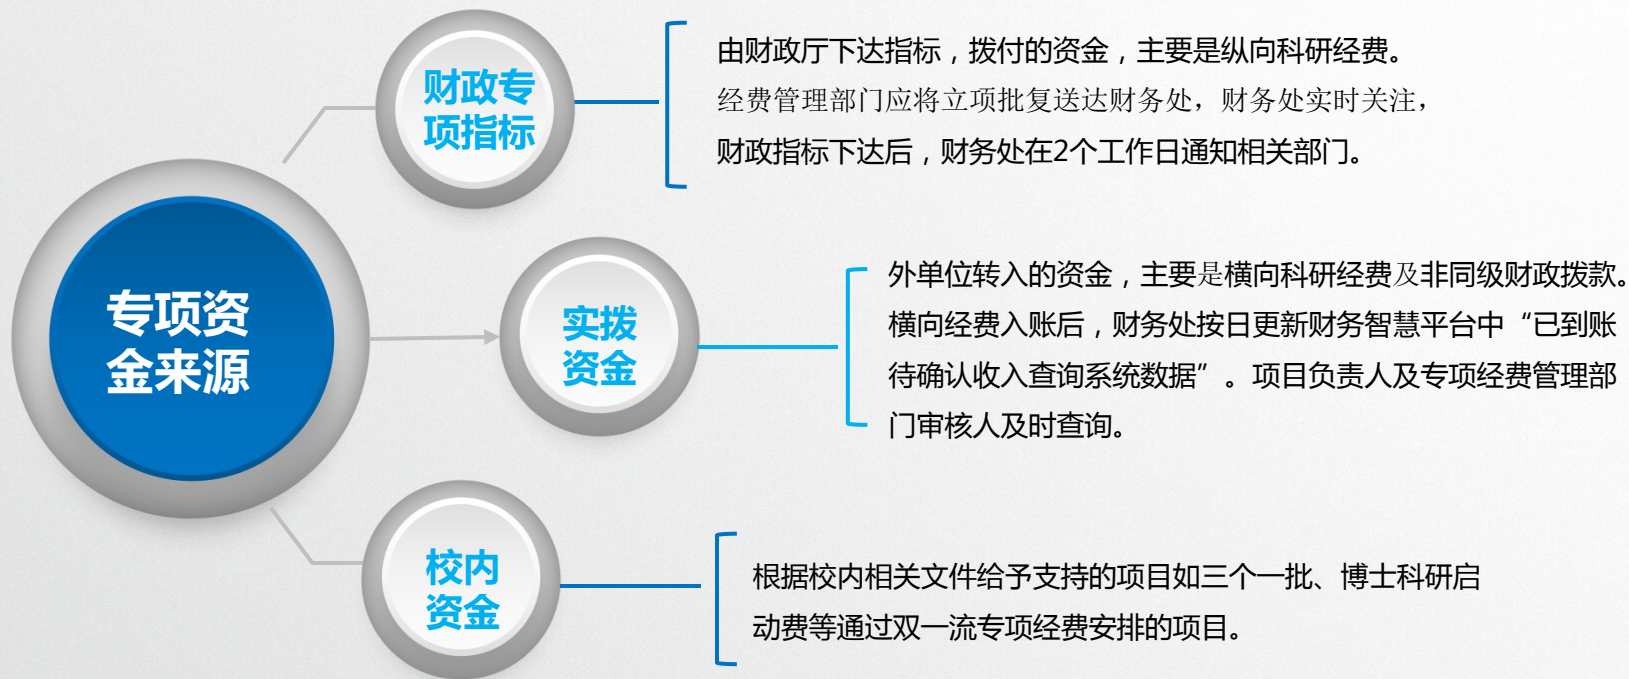 专项资
金来源
财政专
项指标
由财政厅下达指标，拨付的资金，主要是纵向科研经费。
经费管理部门应将立项批复送达财务处，财务处实时关注，
财政指标下达后，财务处在2个工作日通知相关部门。
实拨
资金
外单位转入的资金，主要是横向科研经费及非同级财政拨款。
横向经费入账后，财务处按日更新财务智慧平台中“已到账
待确认收入查询系统数据”。项目负责人及专项经费管理部
门审核人及时查询。
校内
资金
根据校内相关文件给予支持的项目如三个一批、博士科研启
动费等通过双一流专项经费安排的项目。